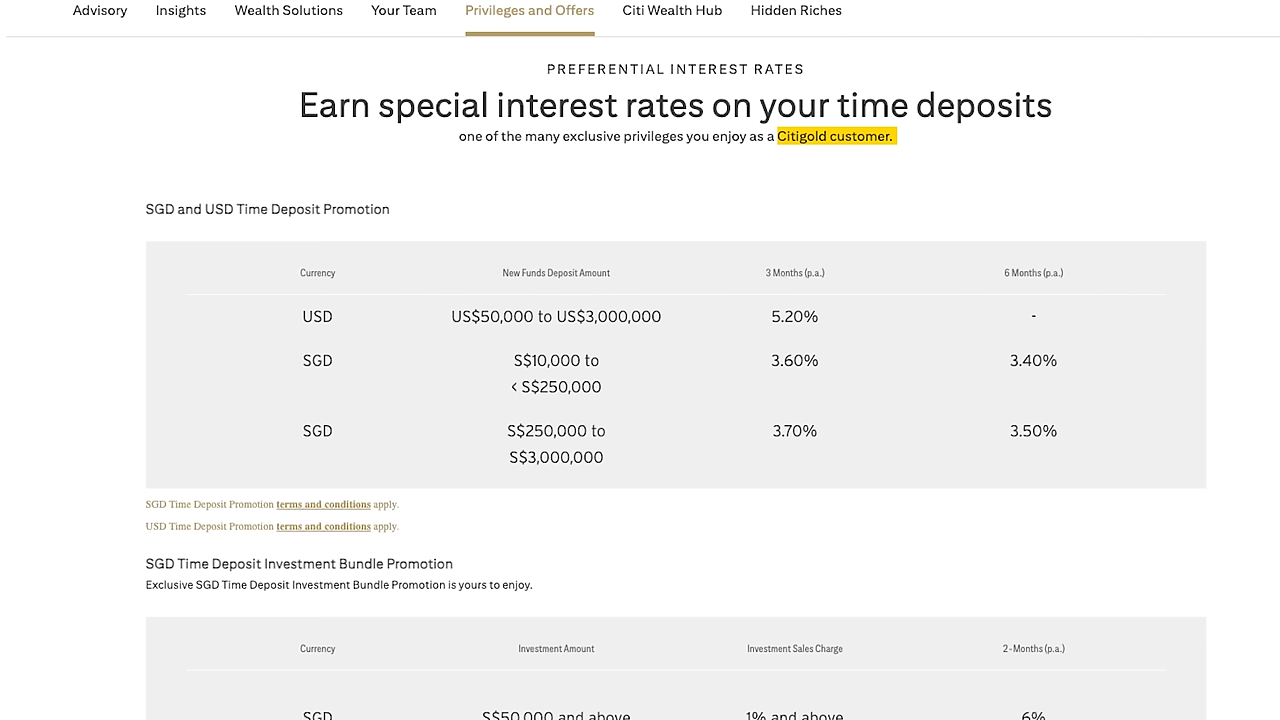 Advisory Insights Wealth Solutions Your Team Privileges and Offers Citi Wealth Hub Hidden Riches
PREFERENTIAL INTEREST RATES
Earn special interest rates on your time deposits
one of the many exclusive privileges you enjoy as a Citigold customer.
SGD and USD Time Deposit Promotion
Currency New Funds Deposit Amount 3 Months (p.a.) 6 Months (p.a.)
USD US$50,000 to US$3,000,000 5.20% -
SGD S$10,000 to 3.60% 3.40%
< S$250,000
SGD S$250,000 to 3.70% 3.50%
S$3,000,000
SGD Time Deposit Promotion terms and conditions apply.
USD Time Deposit Promotion terms and conditions apply.
SGD Time Deposit Investment Bundle Promotion
Exclusive SGD Time Deposit Investment Bundle Promotion is yours to enjoy.
Currency Investment Amount Investment Sales Charge 2-Months (p.a.)
SGD S$50,000 and above 1% and above 6%